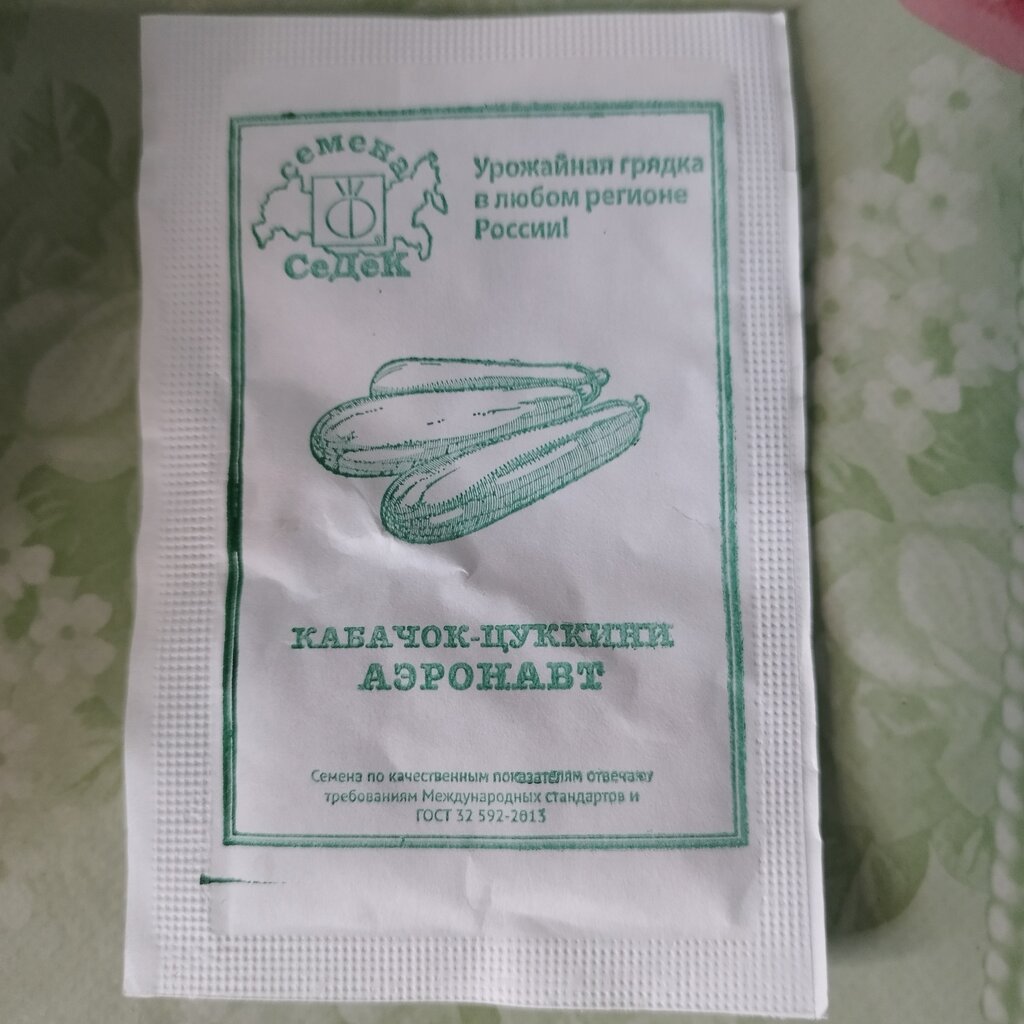 семена
СеДеК
Урожайная грядка
в любом регионе
России!
КАБАЧОК-ЦУККИНИ
АЭРОНАВТ
Семена по качественным показателям отвечают
требованиям Международных стандартов и
ГОСТ 32 592-2013